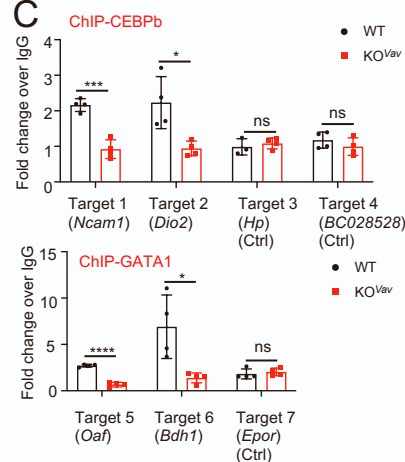 C
ChIP-CEBPb
WT
KO^Vav
Fold change over IgG
4
3
2
1
0
***
*
ns
ns
Target 1 Target 2 Target 3 Target 4
(Ncam1) (Dio2) (Hp) (BC028528)
(Ctrl) (Ctrl)
ChIP-GATA1
WT
KO^Vav
Fold change over IgG
15
10
5
0
****
*
ns
Target 5 Target 6 Target 7
(Oaf) (Bdh1) (Epor)
(Ctrl)